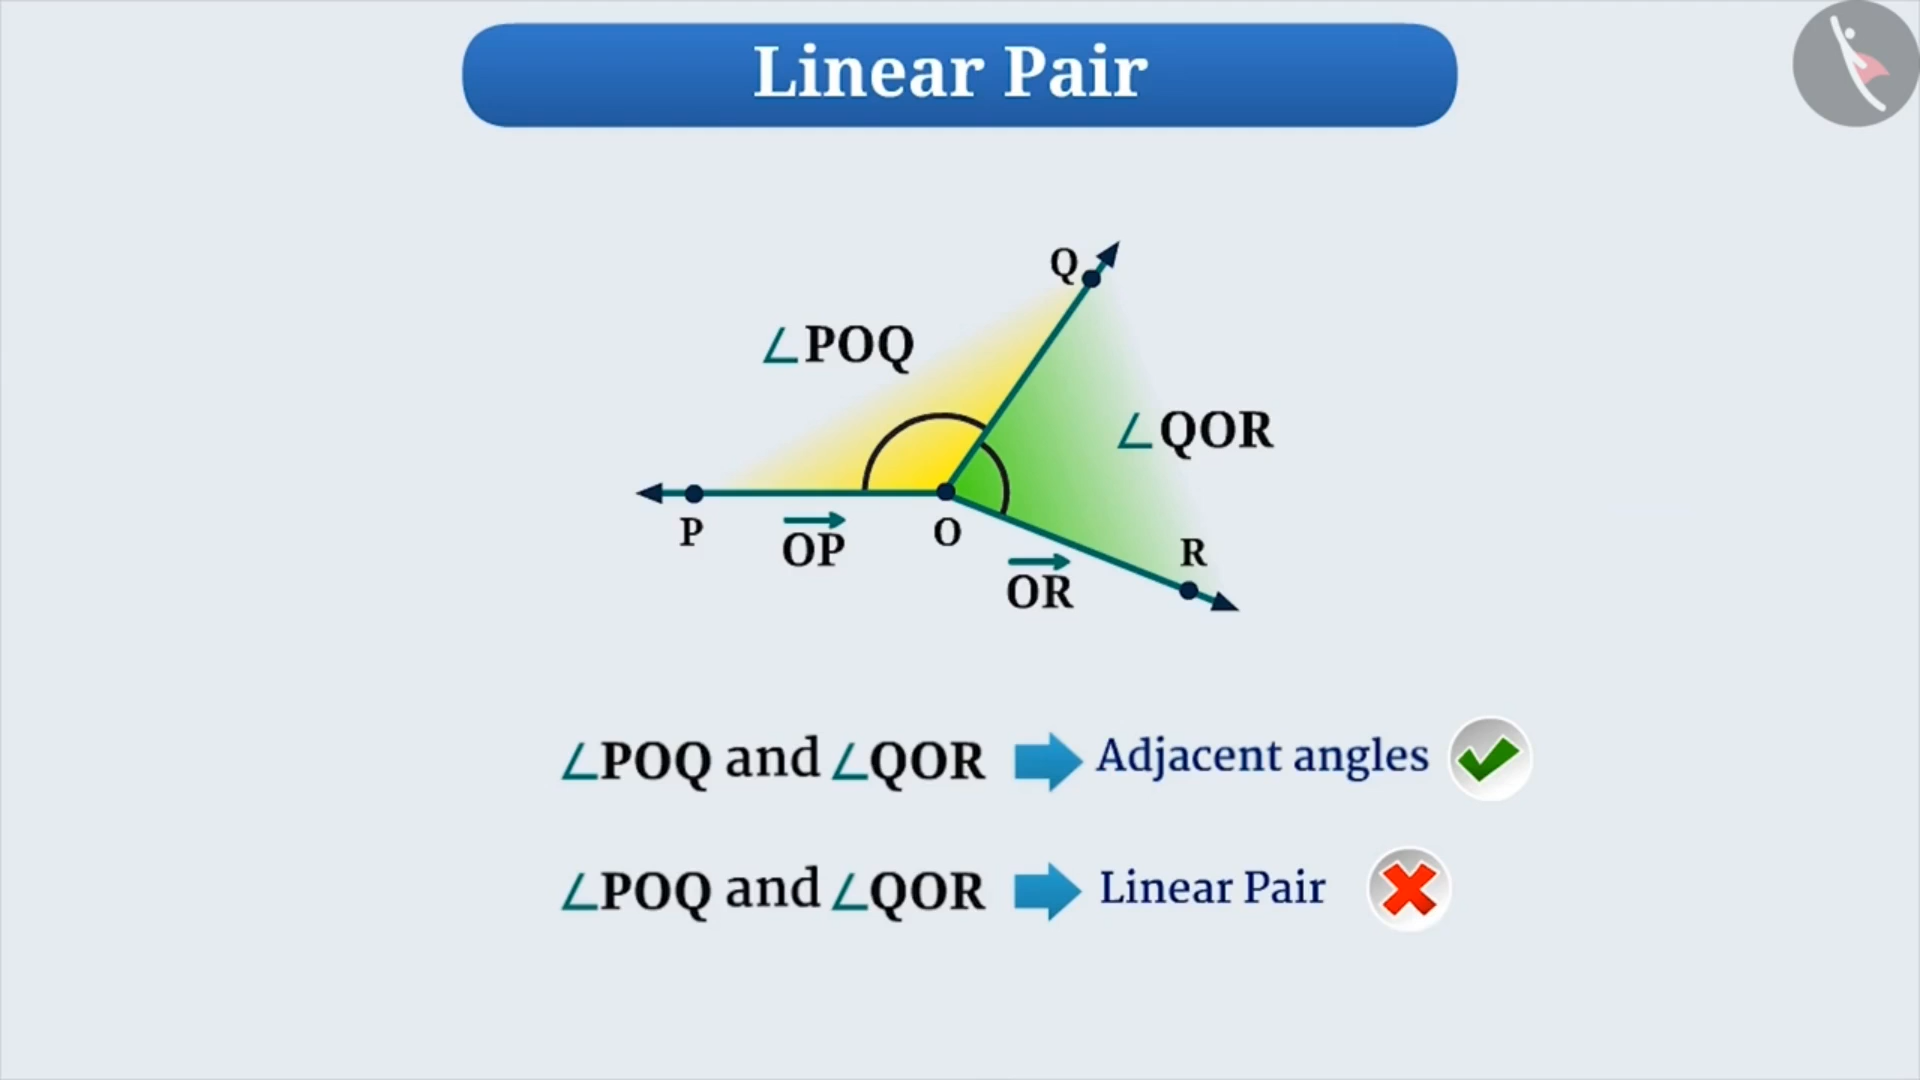 Linear Pair
Q
∠POQ
∠QOR
P
OP
O
OR
R
∠POQ and ∠QOR Adjacent angles
∠POQ and ∠QOR Linear Pair